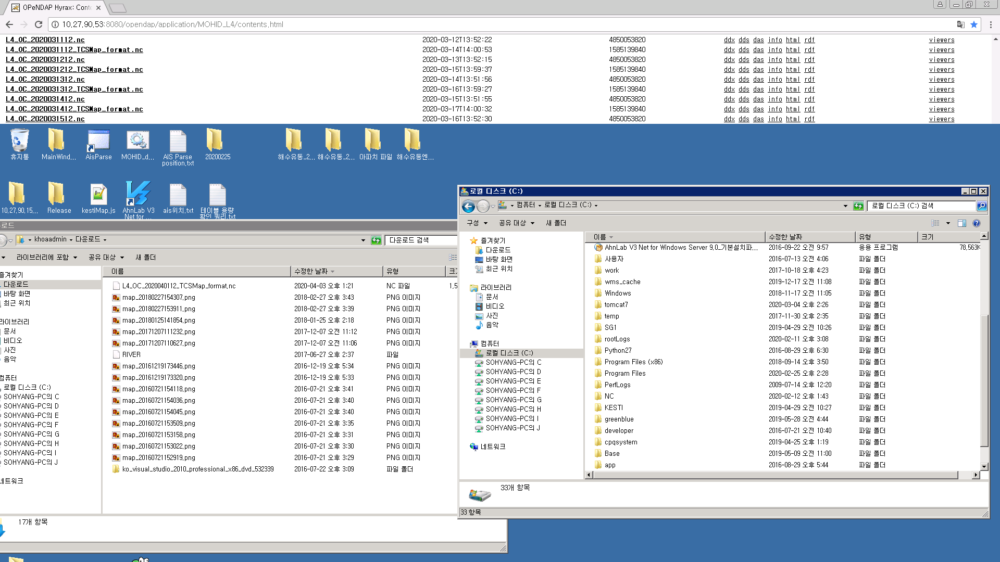 OPeNDAP Hyrax: Conte
10,27,90,53:8080/opendap/application/MOHID_L4/contents.html
L4_OC_2020031112.nc 2020-03-12T13:52:22 4850053820 ddx dds das info html rdf viewers
L4_OC_2020031112_TCSMap_format.nc 2020-03-14T14:00:53 1585139840 ddx dds das info html rdf viewers
L4_OC_2020031212.nc 2020-03-13T13:52:15 4850053820 ddx dds das info html rdf viewers
L4_OC_2020031212_TCSMap_format.nc 2020-03-15T13:59:37 1585139840 ddx dds das info html rdf viewers
L4_OC_2020031312.nc 2020-03-14T13:51:56 4850053820 ddx dds das info html rdf viewers
L4_OC_2020031312_TCSMap_format.nc 2020-03-16T13:59:27 1585139840 ddx dds das info html rdf viewers
L4_OC_2020031412.nc 2020-03-15T13:51:55 4850053820 ddx dds das info html rdf viewers
L4_OC_2020031412_TCSMap_format.nc 2020-03-17T14:00:32 1585139840 ddx dds das info html rdf viewers
L4_OC_2020031512.nc 2020-03-16T13:52:30 4850053820 ddx dds das info html rdf viewers
휴지통 MainWind,,, AisParse MOHID_d,,, AIS Parse position,txt 20200225 해수유동_2,,, 해수유동_2,,, 아파치 파일 해수유동엔,,,
10,27,90,15,,, Release kestiMap,js AhnLab V3 Net for ,,, ais위치,txt 테이블 용량 확인 쿼리,txt
로드
khoaadmin 다운로드 다운로드 검색
라이브러리에 포함 공유 대상 새 폴더
즐겨찾기
다운로드
바탕 화면
최근 위치
라이브러리
문서
비디오
사진
음악
컴퓨터
로컬 디스크 (C:)
SOHYANG-PC의 C
SOHYANG-PC의 D
SOHYANG-PC의 E
SOHYANG-PC의 F
SOHYANG-PC의 G
SOHYANG-PC의 H
SOHYANG-PC의 I
SOHYANG-PC의 J
네트워크
이름 수정한 날짜 유형 크기
L4_OC_2020040112_TCSMap_format,nc 2020-04-03 오후 1:21 NC 파일 1,5
map_20180227154307,png 2018-02-27 오후 3:43 PNG 이미지
map_20180227153911,png 2018-02-27 오후 3:39 PNG 이미지
map_20180125141854,png 2018-01-25 오후 2:18 PNG 이미지
map_20171207111232,png 2017-12-07 오전 11:12 PNG 이미지
map_20171207110627,png 2017-12-07 오전 11:06 PNG 이미지
RIVER 2017-06-27 오후 2:37 파일
map_20161219173446,png 2016-12-19 오후 5:34 PNG 이미지
map_20161219173320,png 2016-12-19 오후 5:33 PNG 이미지
map_20160721154118,png 2016-07-21 오후 3:41 PNG 이미지
map_20160721154036,png 2016-07-21 오후 3:40 PNG 이미지
map_20160721154045,png 2016-07-21 오후 3:40 PNG 이미지
map_20160721153509,png 2016-07-21 오후 3:35 PNG 이미지
map_20160721153158,png 2016-07-21 오후 3:31 PNG 이미지
map_20160721153022,png 2016-07-21 오후 3:30 PNG 이미지
map_20160721152919,png 2016-07-21 오후 3:29 PNG 이미지
ko_visual_studio_2010_professional_x86_dvd_532339 2016-07-22 오후 3:09 파일 폴더
17개 항목
로컬 디스크 (C:)
컴퓨터 로컬 디스크 (C:) 로컬 디스크 (C:) 검색
구성 공유 대상 새 폴더
즐겨찾기
다운로드
바탕 화면
최근 위치
라이브러리
문서
비디오
사진
음악
컴퓨터
로컬 디스크 (C:)
SOHYANG-PC의 C
SOHYANG-PC의 D
SOHYANG-PC의 E
SOHYANG-PC의 F
SOHYANG-PC의 G
SOHYANG-PC의 H
SOHYANG-PC의 I
SOHYANG-PC의 J
네트워크
이름 수정한 날짜 유형 크기
AhnLab V3 Net for Windows Server 9,0_기본설치파,,, 2016-09-22 오전 9:57 응용 프로그램 78,563K
사용자 2016-07-13 오전 4:06 파일 폴더
work 2017-10-18 오후 4:23 파일 폴더
wms_cache 2019-12-17 오전 11:08 파일 폴더
Windows 2018-11-17 오전 11:05 파일 폴더
tomcat7 2020-03-04 오후 2:26 파일 폴더
temp 2017-11-30 오후 2:35 파일 폴더
SG1 2019-04-29 오전 10:26 파일 폴더
rootLogs 2020-02-11 오후 3:08 파일 폴더
Python27 2016-08-29 오후 6:30 파일 폴더
Program Files (x86) 2018-09-14 오후 3:50 파일 폴더
Program Files 2020-02-25 오후 2:28 파일 폴더
PerfLogs 2009-07-14 오후 12:20 파일 폴더
NC 2020-02-12 오후 1:43 파일 폴더
KESTI 2019-04-29 오전 10:27 파일 폴더
greenblue 2019-05-28 오후 4:44 파일 폴더
developer 2016-07-21 오전 10:40 파일 폴더
cpqsystem 2019-04-25 오후 1:19 파일 폴더
Base 2019-05-09 오전 11:00 파일 폴더
app 2016-08-29 오후 5:44 파일 폴더
33개 항목
33 항목